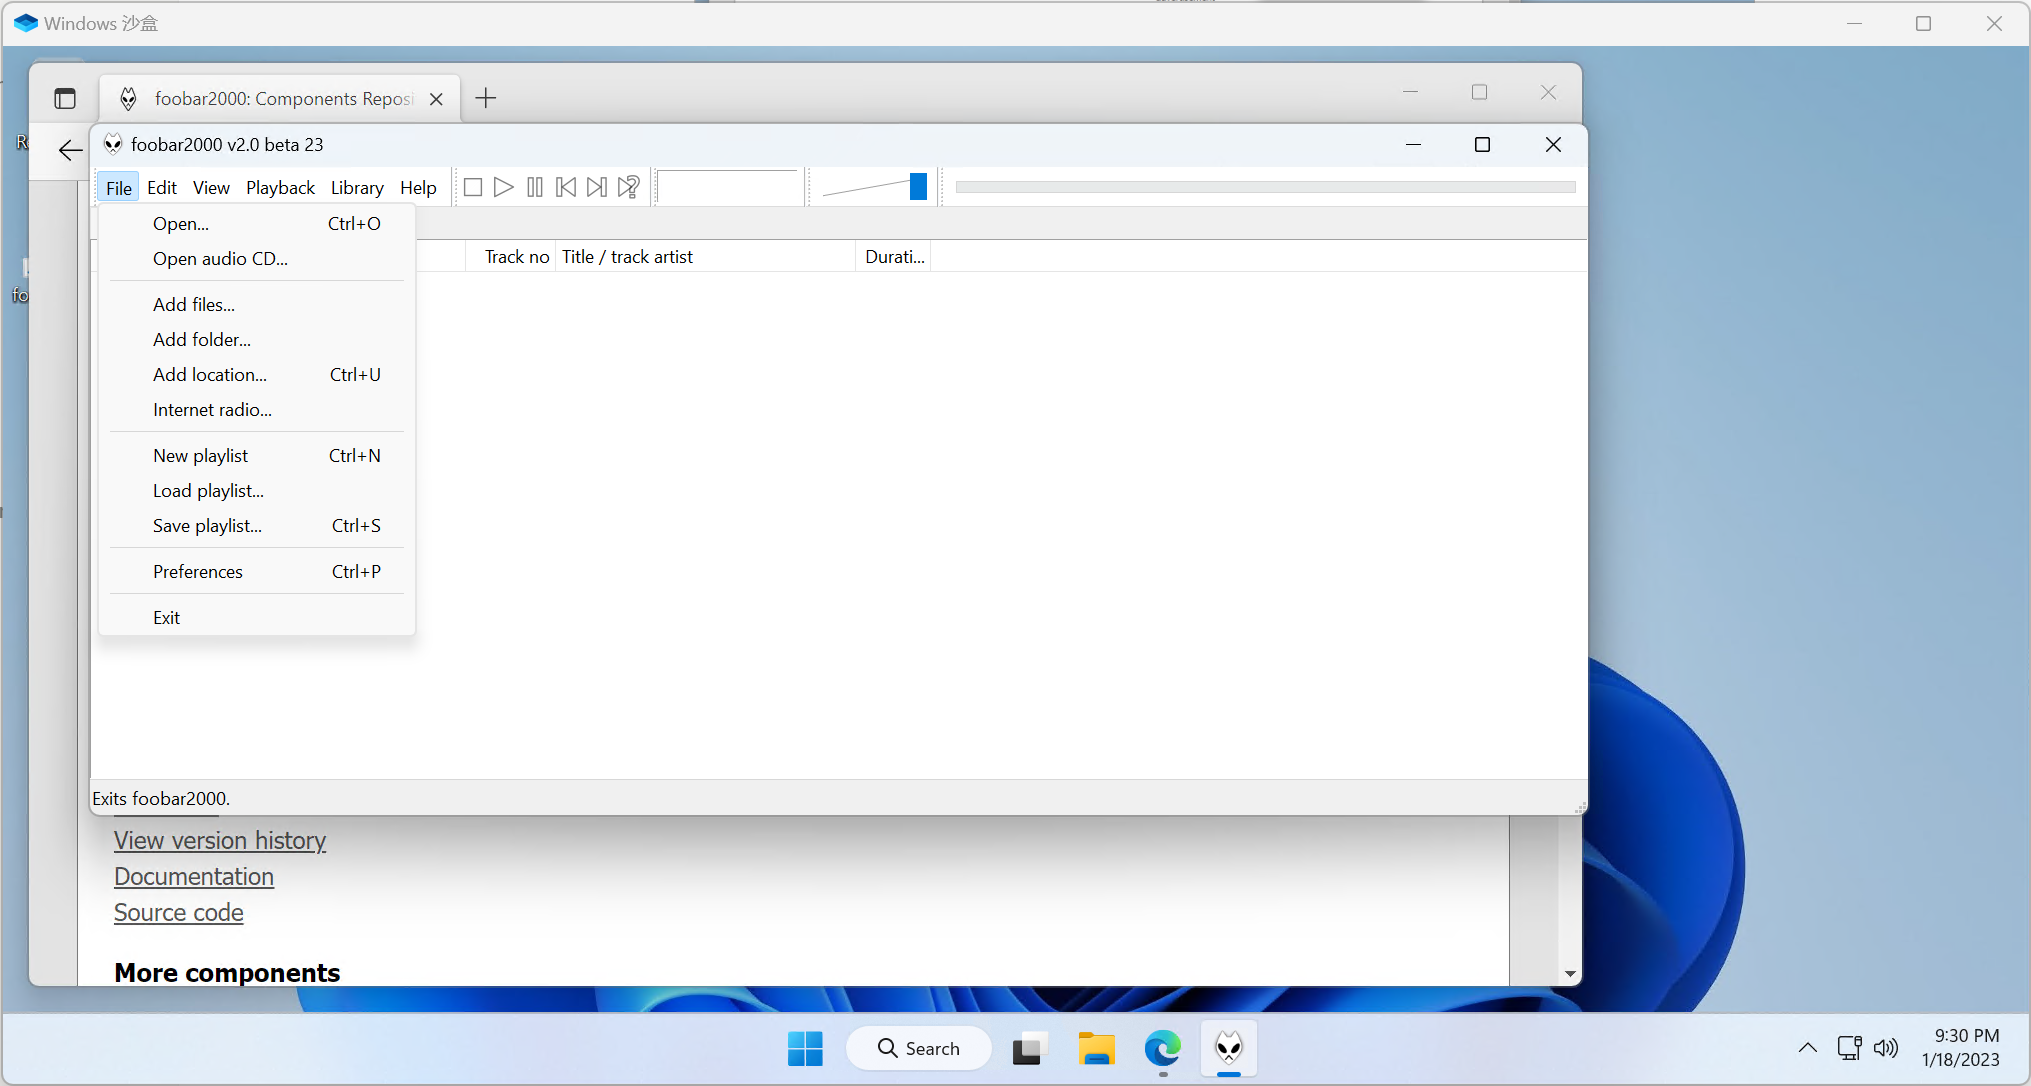 Windows 沙盒
foobar2000: Components Reposi
foobar2000 v2.0 beta 23
File Edit View Playback Library Help
Open... Ctrl+O
Open audio CD...
Track no Title / track artist Durati...
Add files...
Add folder...
Add location... Ctrl+U
Internet radio...
New playlist Ctrl+N
Load playlist...
Save playlist... Ctrl+S
Preferences Ctrl+P
Exit
Exits foobar2000.
View version history
Documentation
Source code
More components
Search
9:30 PM
1/18/2023